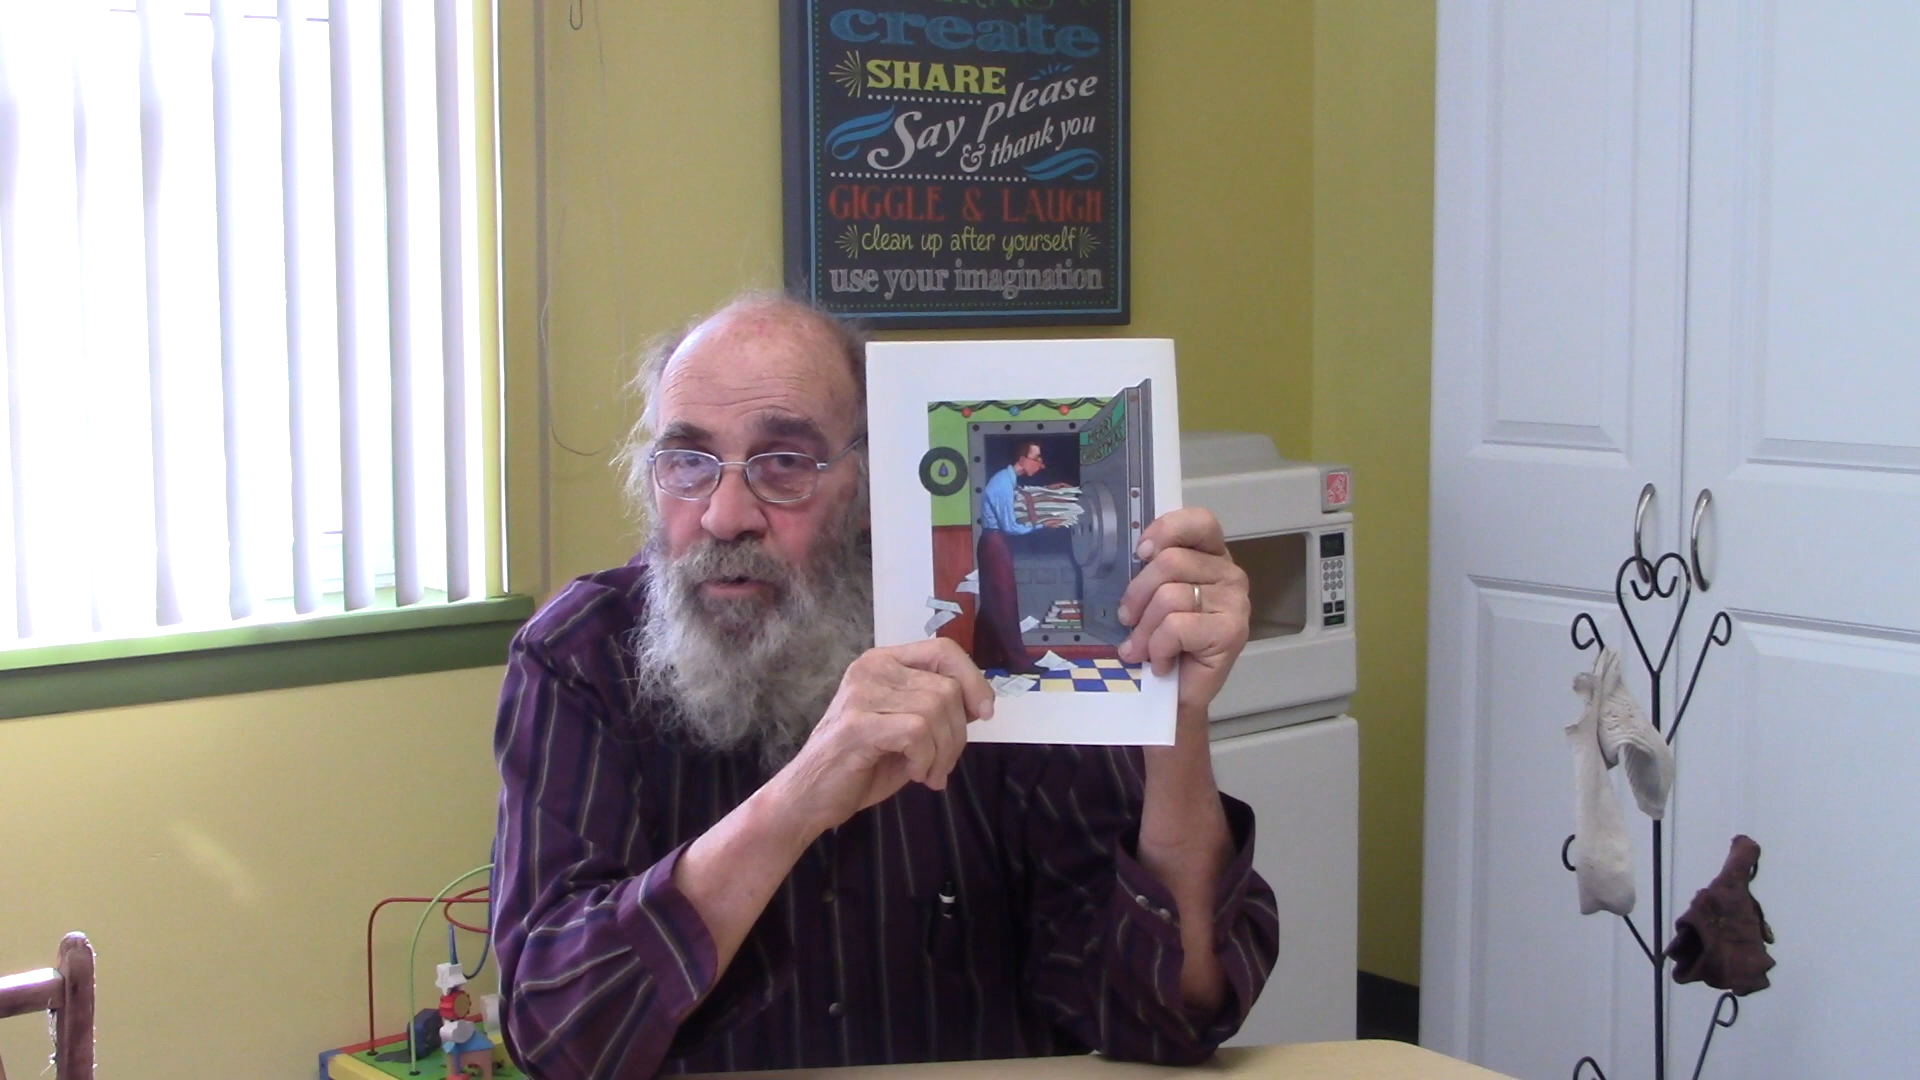 create
SHARE
Say please
& thank you
GIGGLE & LAUGH
clean up after yourself
use your imagination
MERRY
CHRISTMAS